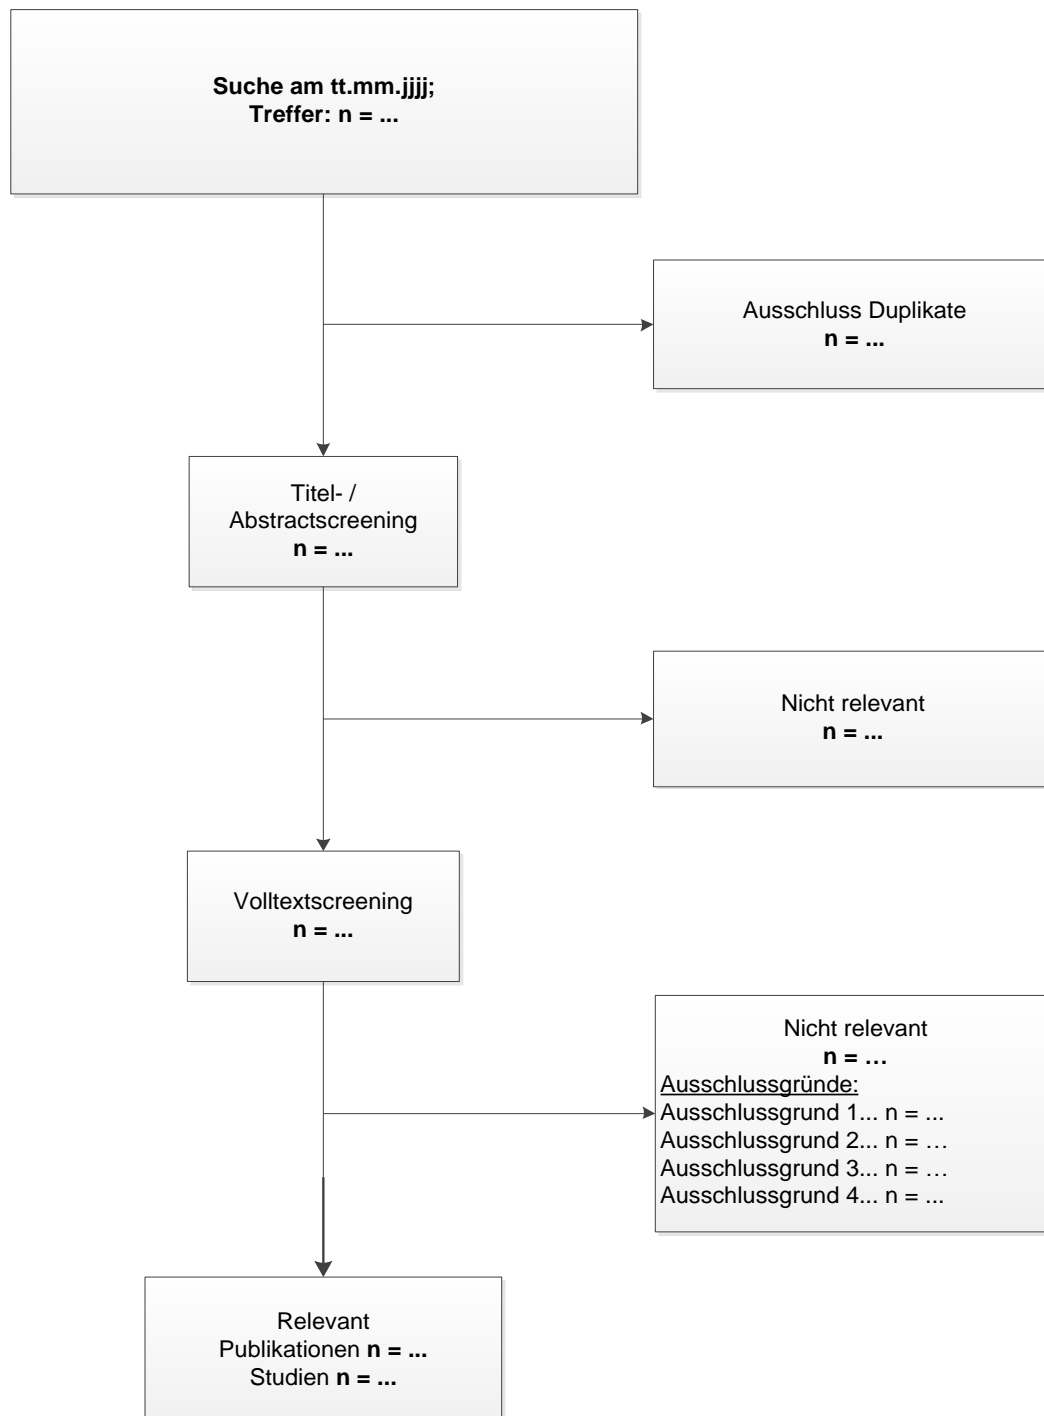 Suche am tt.mm.jjjj;
Treffer: n = ...
Ausschluss Duplikate
n = ...
Titel- /
Abstractscreening
n = ...
Nicht relevant
n = ...
Volltextscreening
n = ...
Nicht relevant
n = …
Ausschlussgründe:
Ausschlussgrund 1... n = ...
Ausschlussgrund 2... n = …
Ausschlussgrund 3... n = …
Ausschlussgrund 4... n = ...
Relevant
Publikationen n = ...
Studien n = ...